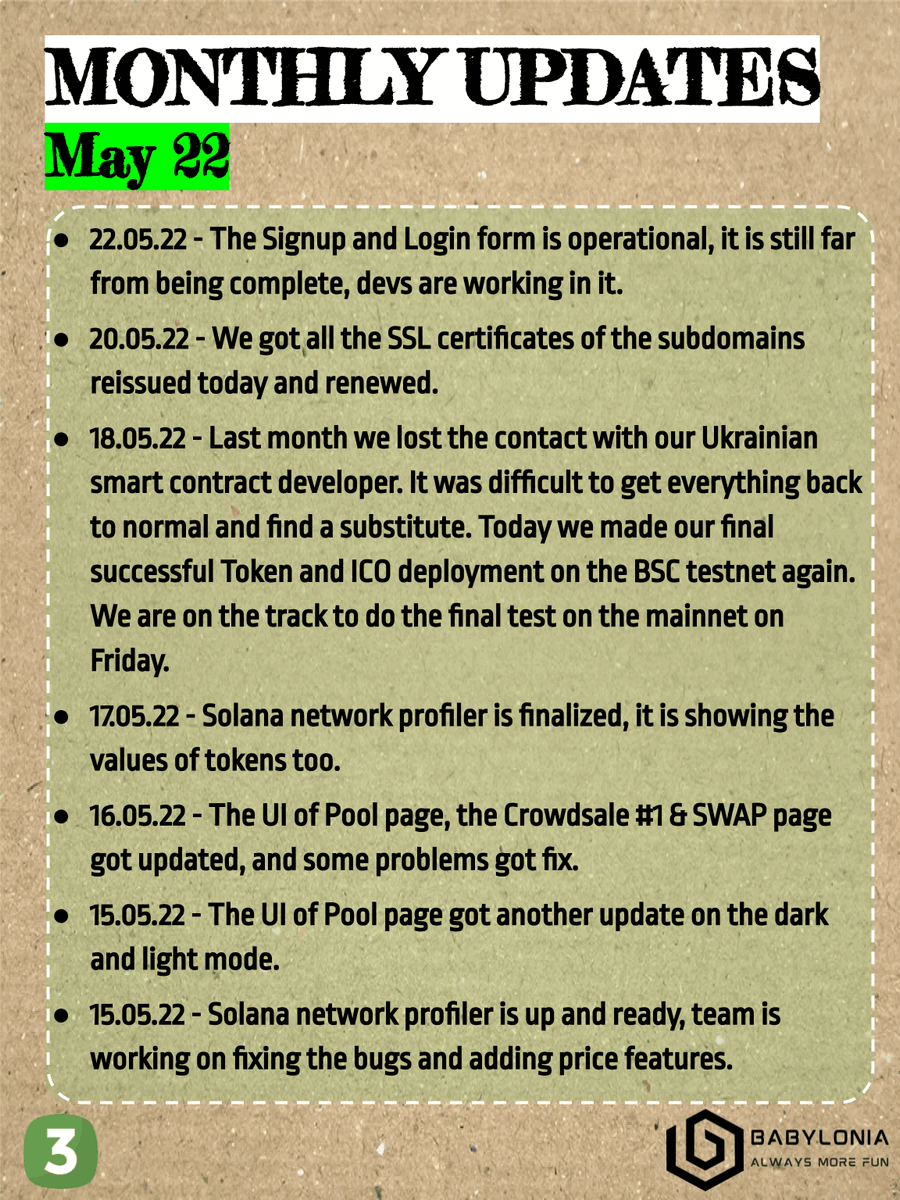 MONTHLY UPDATES
May 22
● 22.05.22 - The Signup and Login form is operational, it is still far
from being complete, devs are working in it.
● 20.05.22 - We got all the SSL certificates of the subdomains
reissued today and renewed.
● 18.05.22 - Last month we lost the contact with our Ukrainian
smart contract developer. It was difficult to get everything back
to normal and find a substitute. Today we made our final
successful Token and ICO deployment on the BSC testnet again.
We are on the track to do the final test on the mainnet on
Friday.
● 17.05.22 - Solana network profiler is finalized, it is showing the
values of tokens too.
● 16.05.22 - The UI of Pool page, the Crowdsale #1 & SWAP page
got updated, and some problems got fix.
● 15.05.22 - The UI of Pool page got another update on the dark
and light mode.
● 15.05.22 - Solana network profiler is up and ready, team is
working on fixing the bugs and adding price features.
3
BABYLONIA
ALWAYS MORE FUN